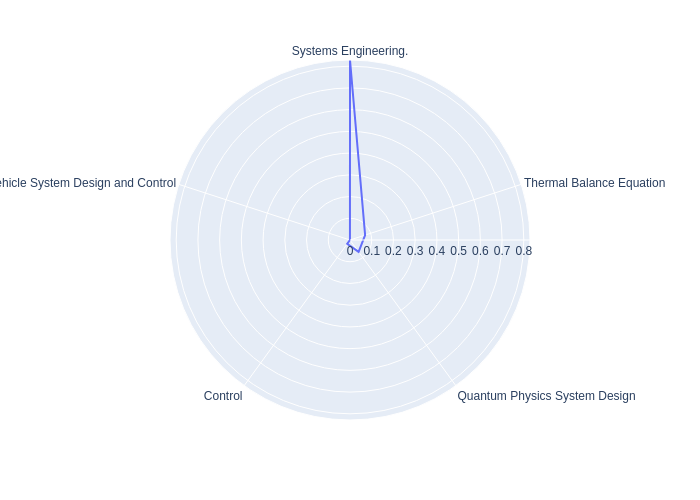 Systems Engineering.
ehicle System Design and Control
Thermal Balance Equation
0 0.1 0.2 0.3 0.4 0.5 0.6 0.7 0.8
Control
Quantum Physics System Design